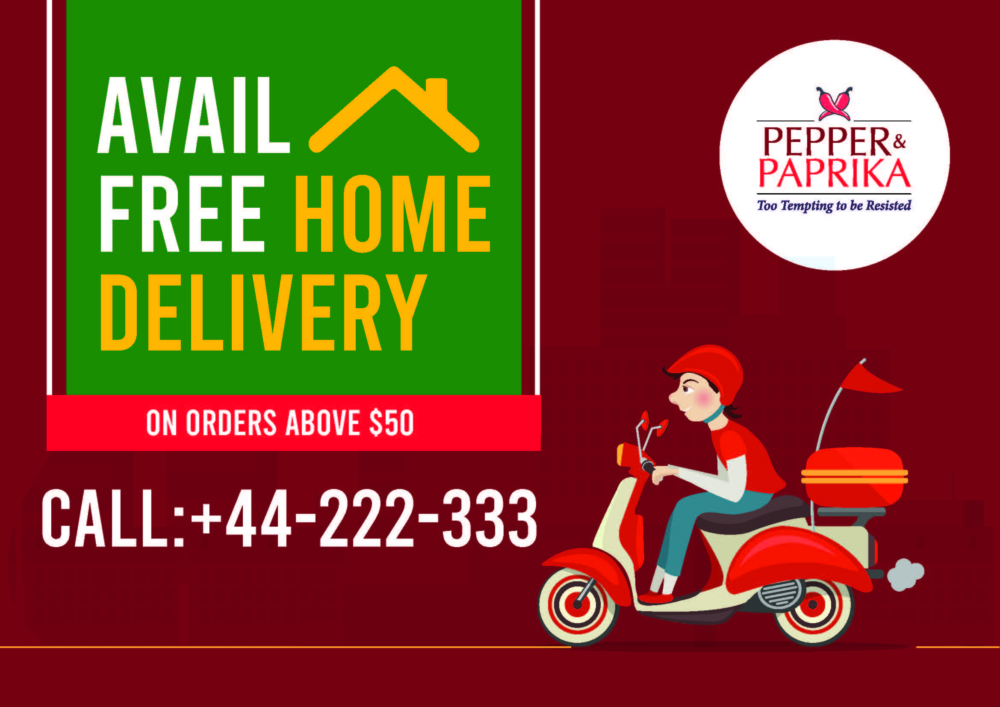 AVAIL
FREE HOME
DELIVERY
ON ORDERS ABOVE $50
CALL:+44-222-333
PEPPER&
PAPRIKA
Too Tempting to be Resisted